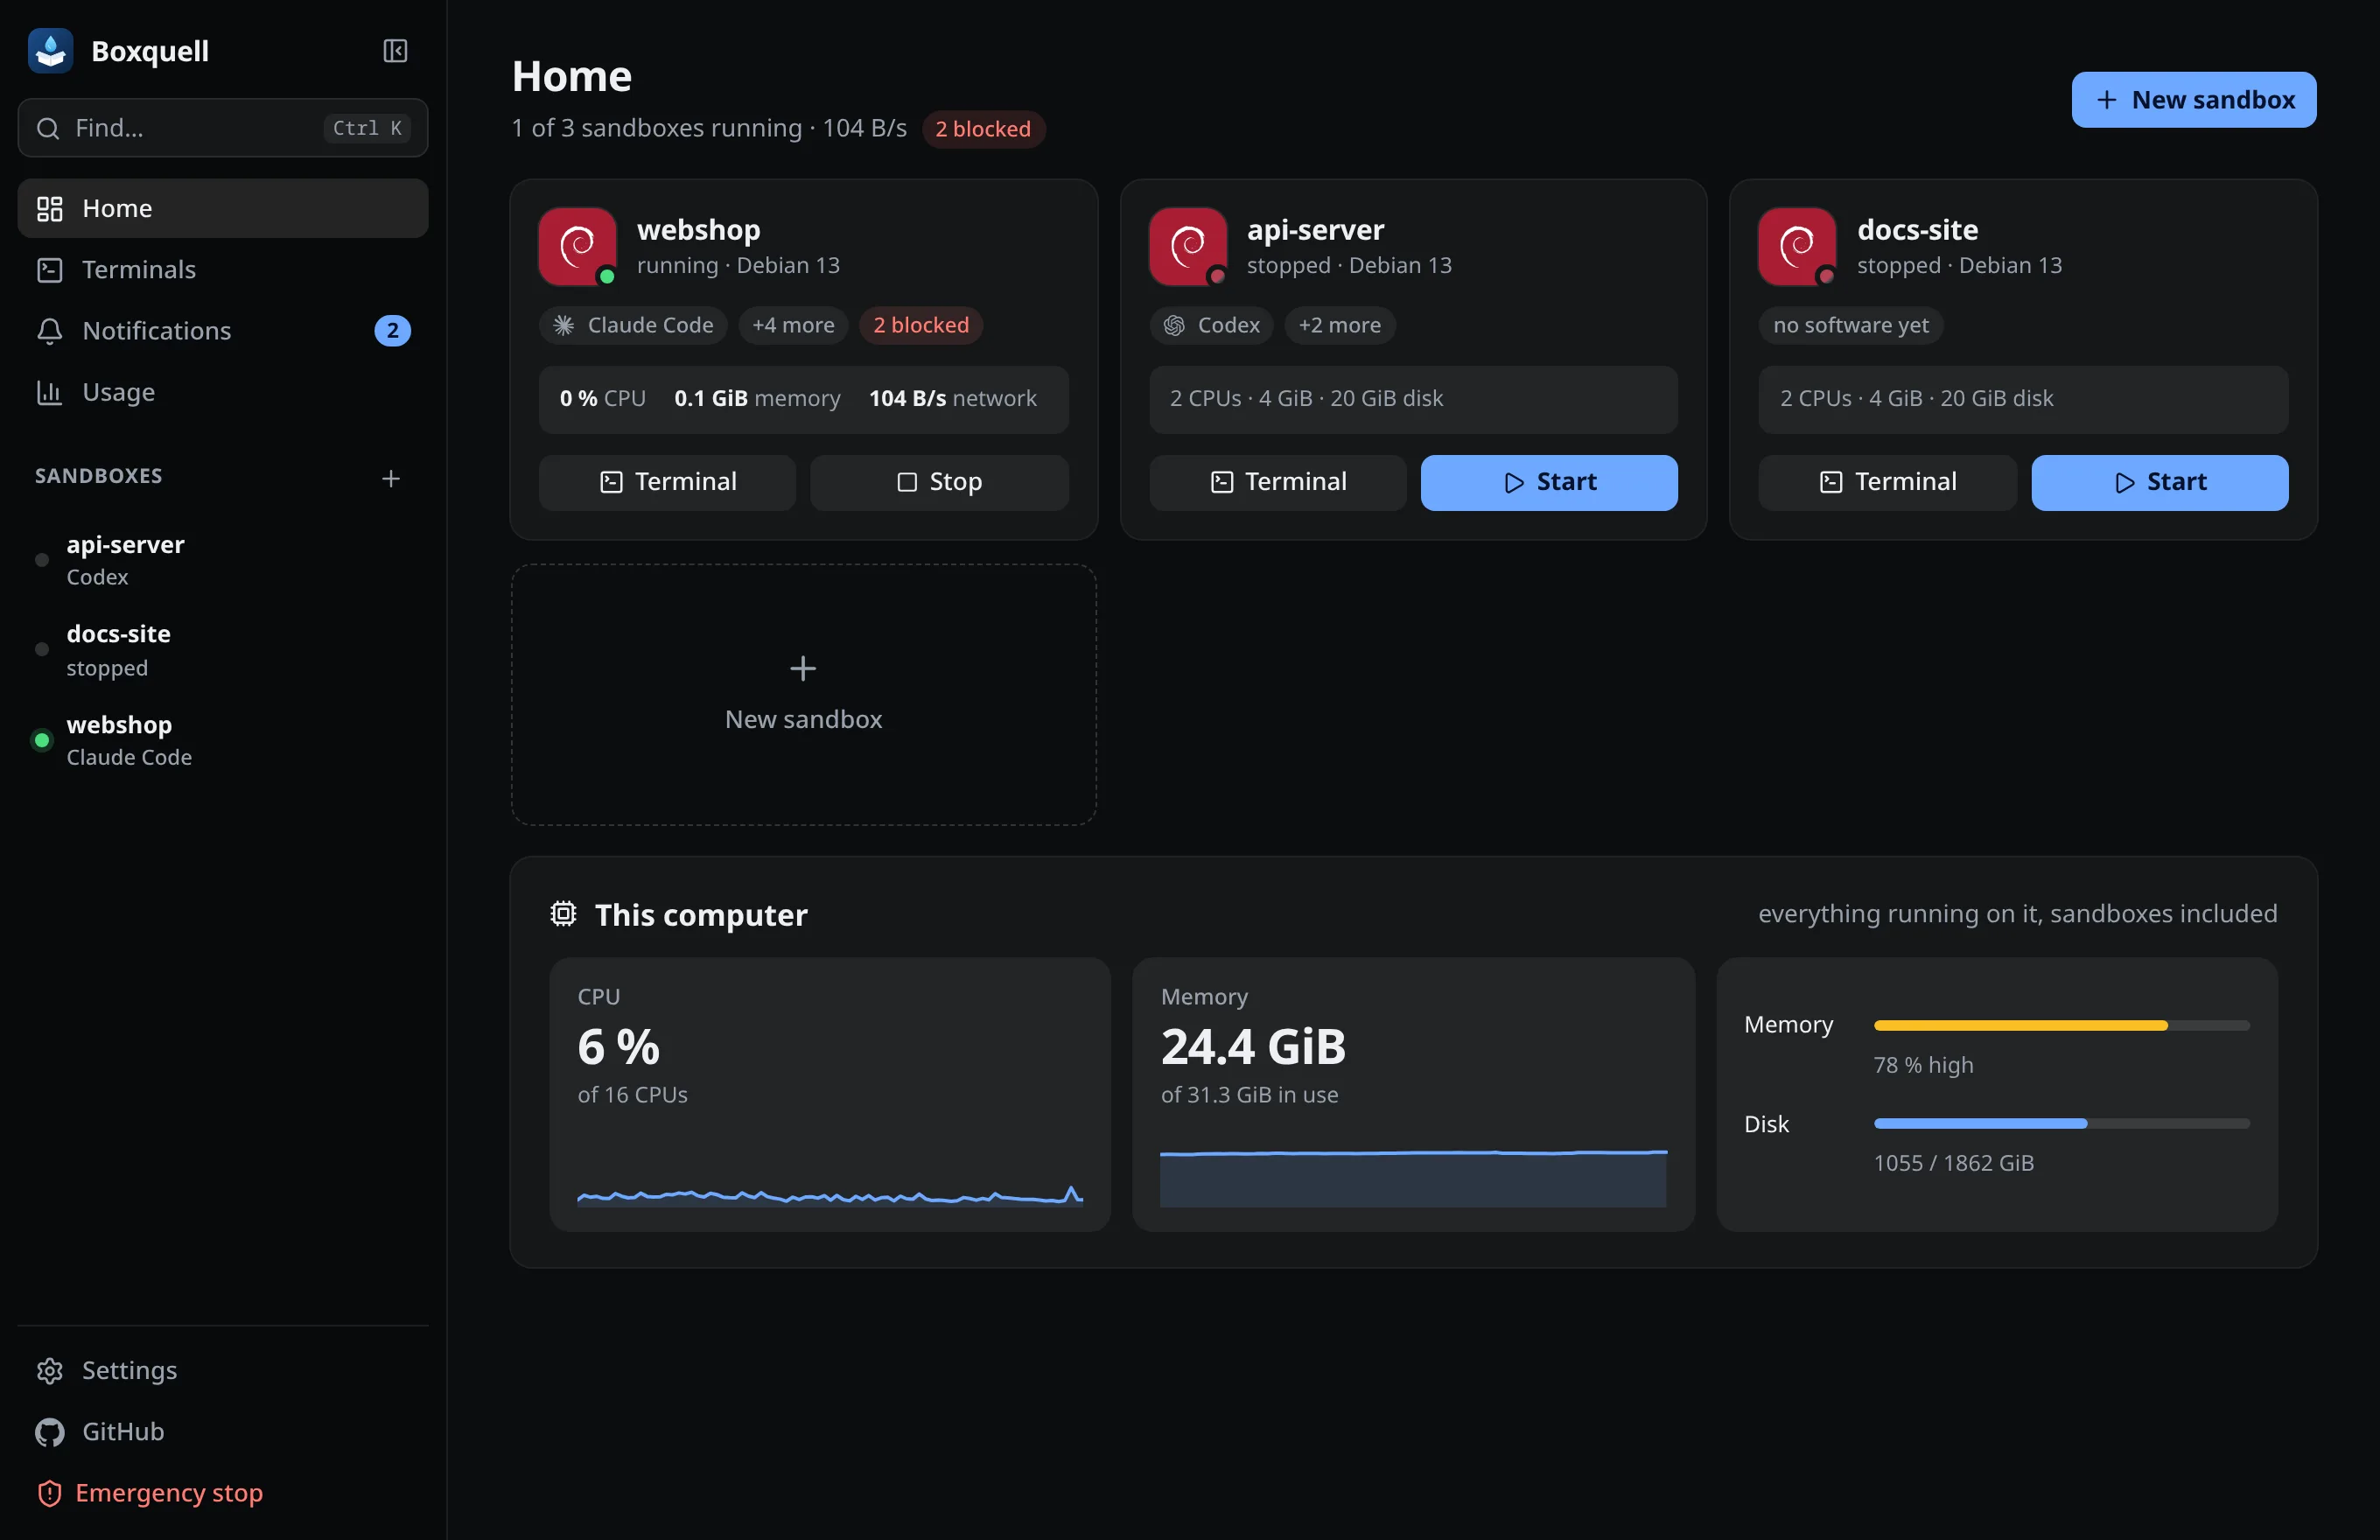 Boxquell
Find...
Ctrl K
Home
Terminals
Notifications
2
Usage
SANDBOXES
api-server
Codex
docs-site
stopped
webshop
Claude Code
Settings
GitHub
Emergency stop
Home
1 of 3 sandboxes running · 104 B/s
2 blocked
New sandbox
webshop
running · Debian 13
Claude Code
+4 more
2 blocked
0 % CPU
0.1 GiB memory
104 B/s network
Terminal
Stop
api-server
stopped · Debian 13
Codex
+2 more
2 CPUs · 4 GiB · 20 GiB disk
Terminal
Start
docs-site
stopped · Debian 13
no software yet
2 CPUs · 4 GiB · 20 GiB disk
Terminal
Start
New sandbox
This computer
everything running on it, sandboxes included
CPU
6 %
of 16 CPUs
Memory
24.4 GiB
of 31.3 GiB in use
Memory
78 % high
Disk
1055 / 1862 GiB